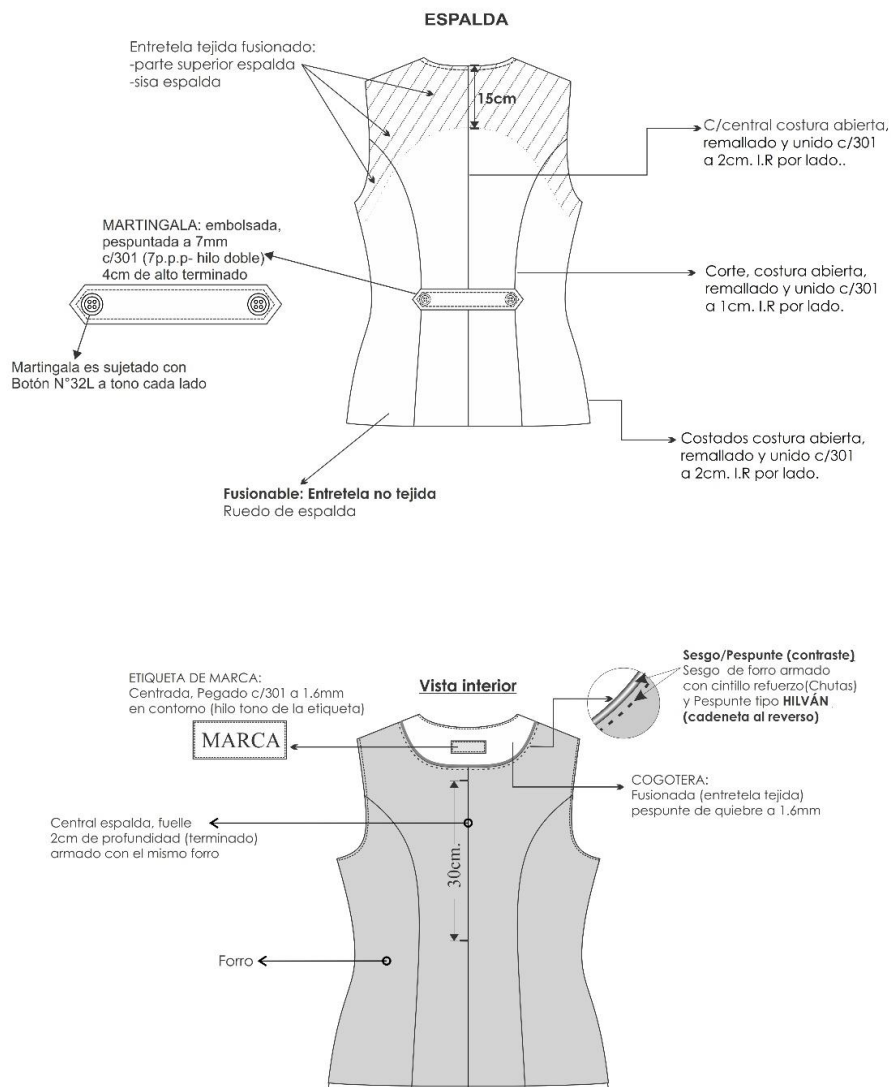 ESPALDA
Entretela tejida fusionado:
-parte superior espalda
-sisa espalda
15cm
C/central costura abierta,
remallado y unido c/301
a 2cm. I.R por lado..
MARTINGALA: embolsada,
pespuntada a 7mm
c/301 (7p.p.p- hilo doble)
4cm de alto terminado
Corte, costura abierta,
remallado y unido c/301
a 1cm. I.R por lado.
Martingala es sujetado con
Botón N°32L a tono cada lado
Costados costura abierta,
remallado y unido c/301
a 2cm. I.R por lado.
Fusionable: Entretela no tejida
Ruedo de espalda
ETIQUETA DE MARCA:
Centrada, Pegado c/301 a 1.6mm
en contorno (hilo tono de la etiqueta)
MARCA
Vista interior
Sesgo/Pespunte (contraste)
Sesgo de forro armado
con cintillo refuerzo(Chutas)
y Pespunte tipo HILVÁN
(cadeneta al reverso)
COGOTERA:
Fusionada (entretela tejida)
pespunte de quiebre a 1.6mm
Central espalda, fuelle
2cm de profundidad (terminado)
armado con el mismo forro
30cm.
Forro